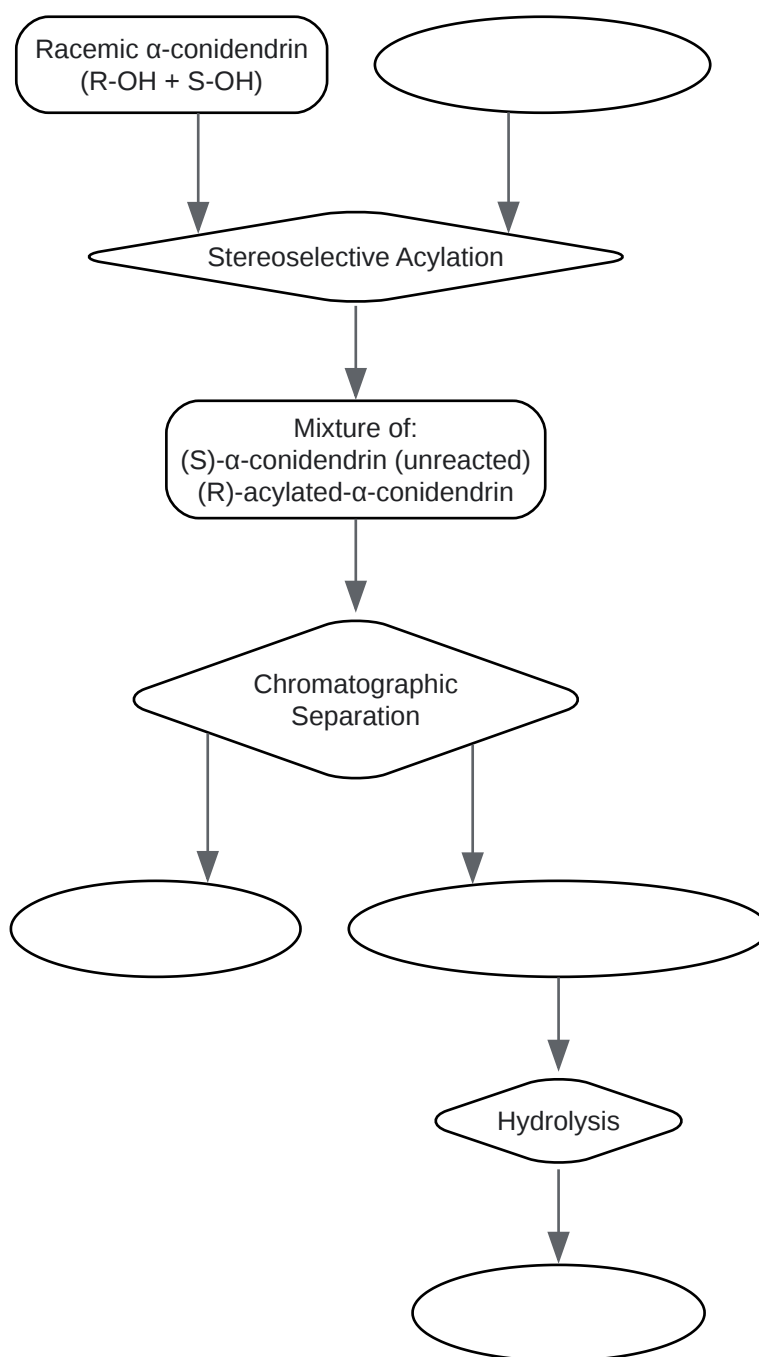 Racemic α-conidendrin
(R-OH + S-OH)
Stereoselective Acylation
Mixture of:
(S)-α-conidendrin (unreacted)
(R)-acylated-α-conidendrin
Chromatographic
Separation
Hydrolysis